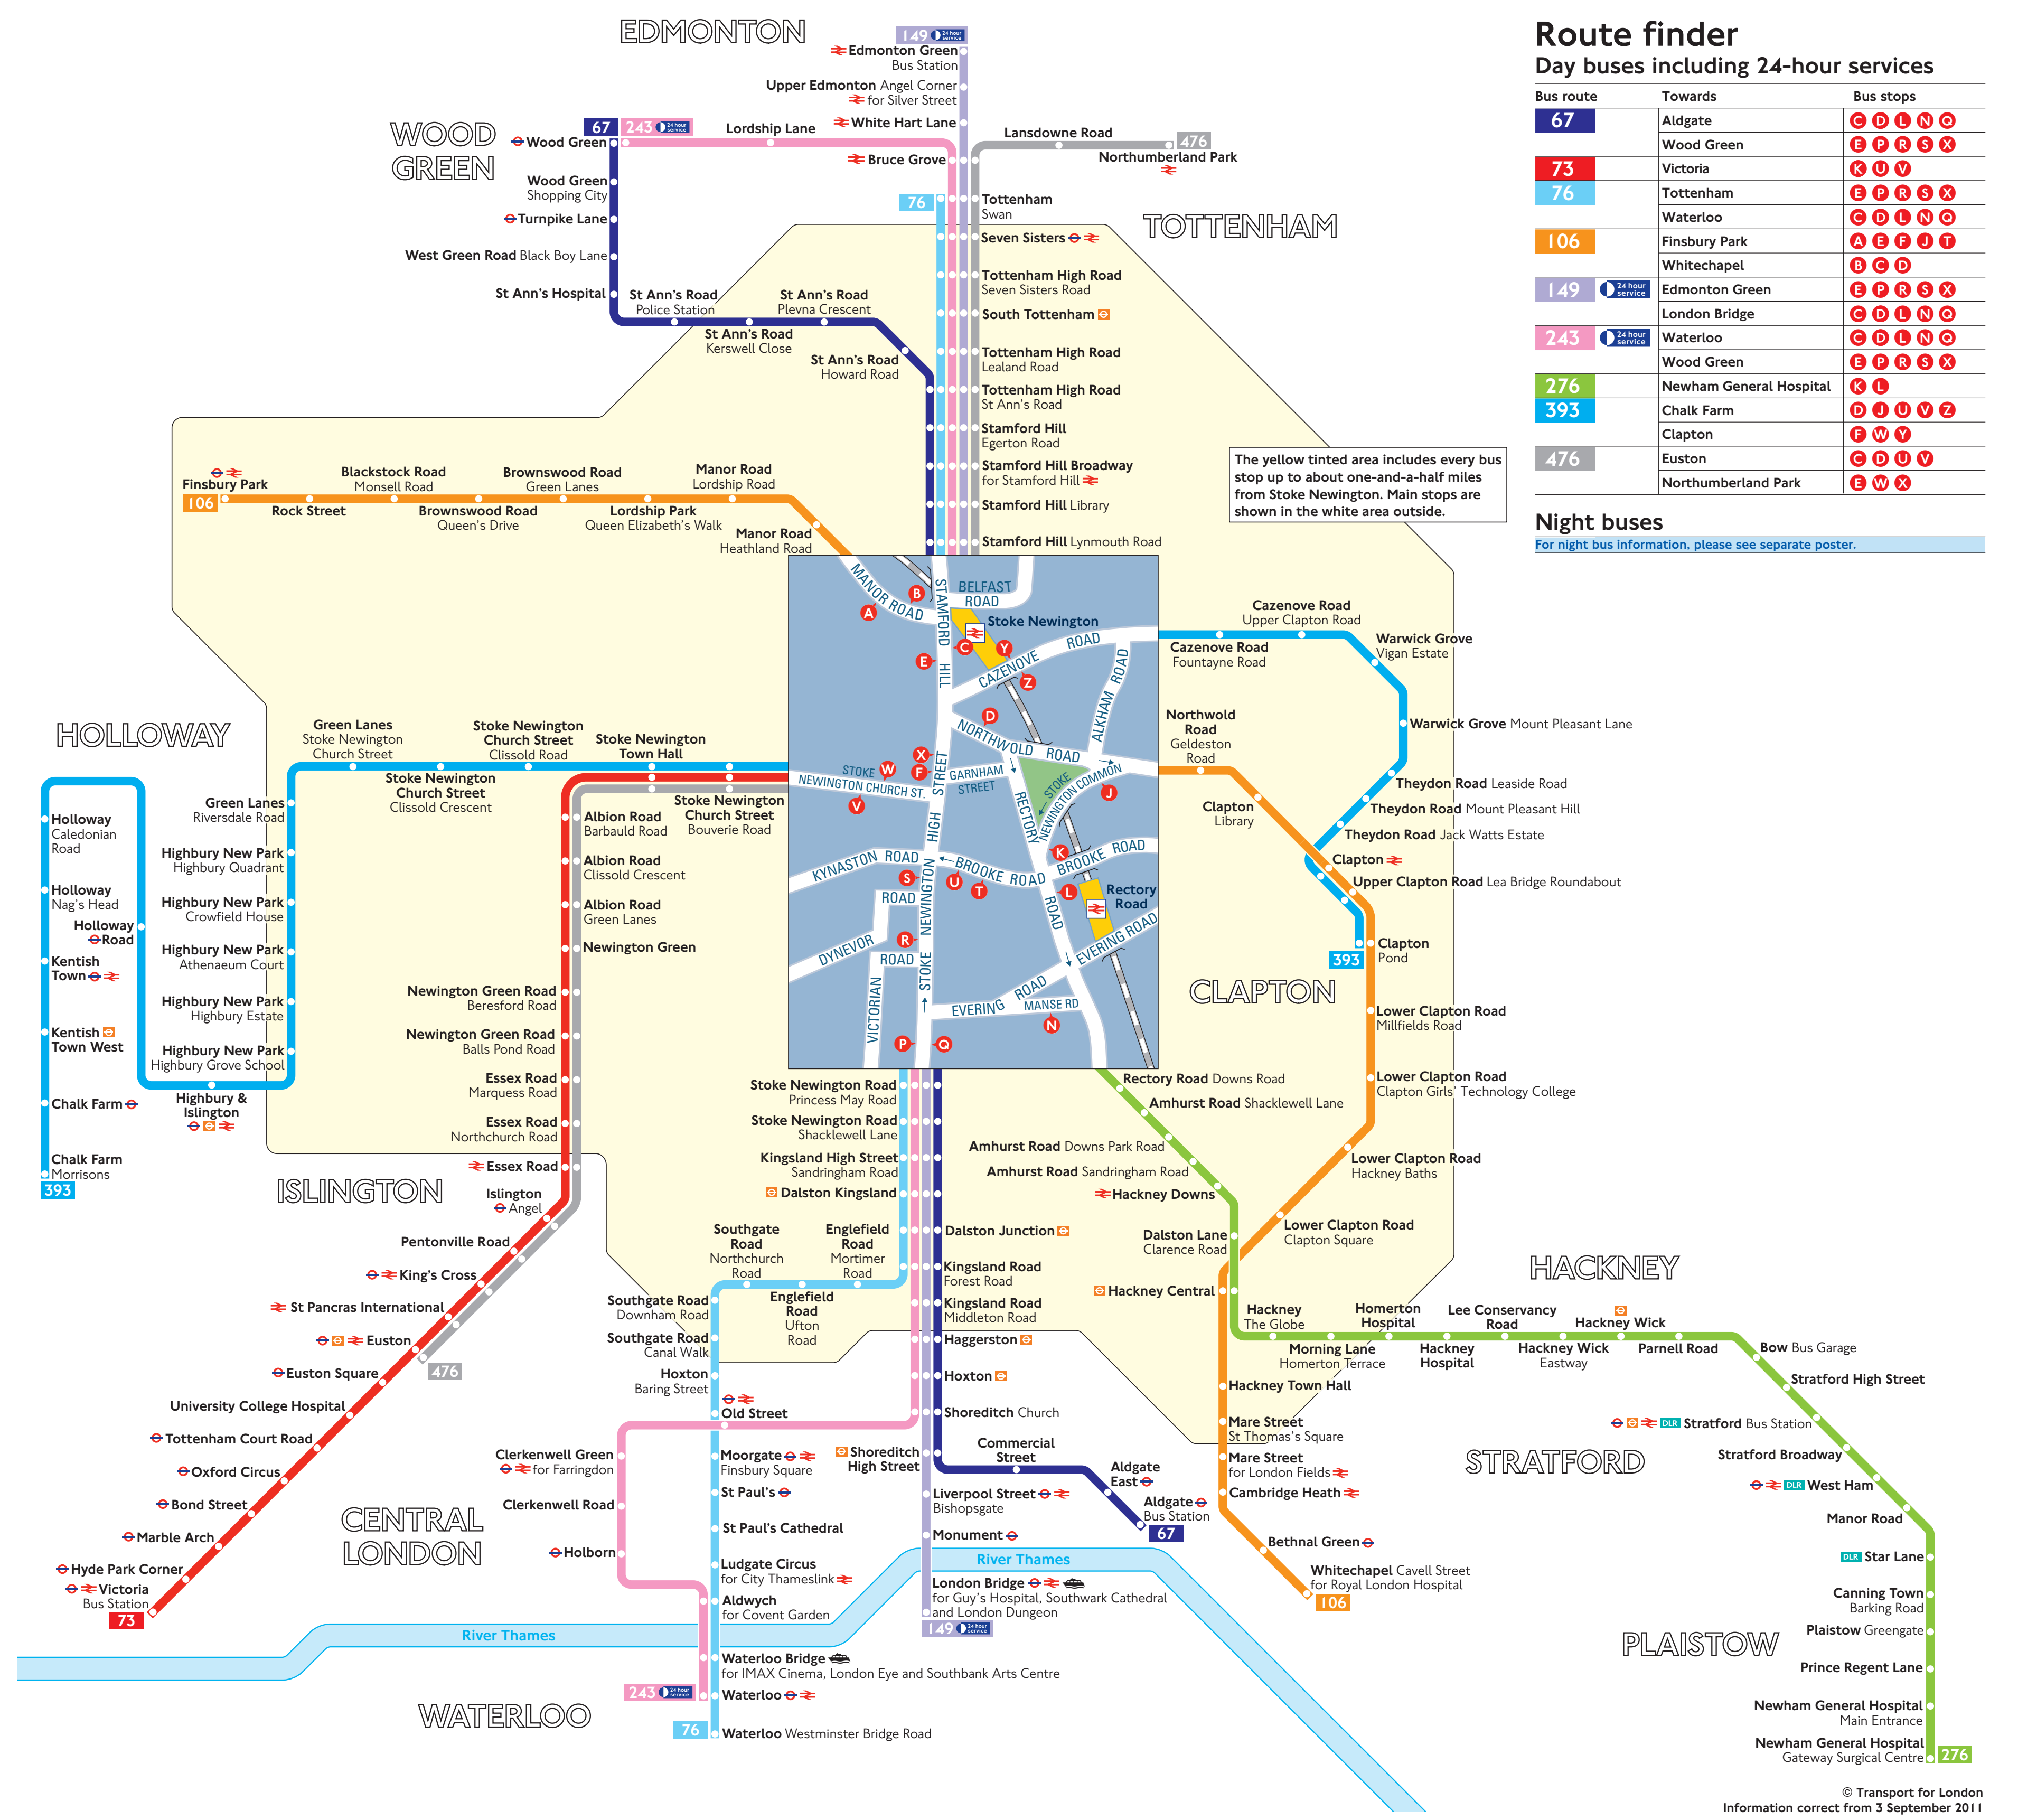 EDMONTON
149 24 hour service
Edmonton Green
Bus Station
Upper Edmonton Angel Corner
for Silver Street
White Hart Lane
WOOD
GREEN
67
243 24 hour service
Wood Green
Lordship Lane
Bruce Grove
Lansdowne Road
476
Northumberland Park
Wood Green
Shopping City
Turnpike Lane
West Green Road Black Boy Lane
St Ann's Hospital
76
Tottenham
Swan
TOTTENHAM
Seven Sisters
Tottenham High Road
Seven Sisters Road
South Tottenham
Tottenham High Road
Lealand Road
Tottenham High Road
St Ann's Road
Stamford Hill
Egerton Road
Stamford Hill Broadway
for Stamford Hill
Stamford Hill Library
Stamford Hill Lynmouth Road
St Ann's Road
Police Station
St Ann's Road
Plevna Crescent
St Ann's Road
Kerswell Close
St Ann's Road
Howard Road
Route finder
Day buses including 24-hour services
Bus route Towards Bus stops
67 Aldgate C D L N Q
Wood Green E P R S X
73 Victoria K U V
76 Tottenham E P R S X
Waterloo C D L N Q
106 Finsbury Park A E F J T
Whitechapel B C D
149 24 hour service Edmonton Green E P R S X
London Bridge C D L N Q
243 24 hour service Waterloo C D L N Q
Wood Green E P R S X
276 Newham General Hospital K L
393 Chalk Farm D J U V Z
Clapton F W Y
476 Euston C D U V
Northumberland Park E W X
Night buses
For night bus information, please see separate poster.
The yellow tinted area includes every bus
stop up to about one-and-a-half miles
from Stoke Newington. Main stops are
shown in the white area outside.
Finsbury Park
106
Rock Street
Blackstock Road
Monsell Road
Brownswood Road
Queen's Drive
Brownswood Road
Green Lanes
Lordship Park
Queen Elizabeth's Walk
Manor Road
Lordship Road
Manor Road
Heathland Road
MANOR ROAD
STAMFORD HILL
BELFAST
ROAD
Stoke Newington
A
B
C
E
Y
Z
CAZENOVE ROAD
D
NORTHWOLD ROAD
ALKHAM ROAD
X
F
W
V
STOKE
NEWINGTON CHURCH ST.
GARNHAM
STREET
STOKE
NEWINGTON COMMON
J
RECTORY ROAD
KYNASTON ROAD
BROOKE ROAD
BROOKE ROAD
K
S
U
T
L
Rectory
Road
STOKE NEWINGTON HIGH STREET
DYNEVOR ROAD
R
VICTORIAN ROAD
EVERING ROAD
EVERING ROAD
MANSE RD
N
P
Q
Cazenove Road
Fountayne Road
Cazenove Road
Upper Clapton Road
Warwick Grove
Vigan Estate
Warwick Grove Mount Pleasant Lane
Theydon Road Leaside Road
Theydon Road Mount Pleasant Hill
Theydon Road Jack Watts Estate
Clapton
Upper Clapton Road Lea Bridge Roundabout
393
Clapton
Pond
CLAPTON
Northwold
Road
Geldeston
Road
Clapton
Library
Lower Clapton Road
Millfields Road
Lower Clapton Road
Clapton Girls' Technology College
Lower Clapton Road
Hackney Baths
Lower Clapton Road
Clapton Square
HOLLOWAY
Green Lanes
Stoke Newington
Church Street
Stoke Newington
Church Street
Clissold Road
Stoke Newington
Town Hall
Stoke Newington
Church Street
Clissold Crescent
Stoke Newington
Church Street
Bouverie Road
Green Lanes
Riversdale Road
Highbury New Park
Highbury Quadrant
Highbury New Park
Crowfield House
Highbury New Park
Athenaeum Court
Highbury New Park
Highbury Estate
Highbury New Park
Highbury Grove School
Highbury &
Islington
Holloway
Road
Holloway
Caledonian
Road
Holloway
Nag's Head
Kentish
Town
Kentish
Town West
Chalk Farm
Chalk Farm
Morrisons
393
Albion Road
Barbauld Road
Albion Road
Clissold Crescent
Albion Road
Green Lanes
Newington Green
Newington Green Road
Beresford Road
Newington Green Road
Balls Pond Road
Essex Road
Marquess Road
Essex Road
Northchurch Road
Essex Road
ISLINGTON
Islington
Angel
Pentonville Road
King's Cross
St Pancras International
Euston
476
Euston Square
University College Hospital
Tottenham Court Road
Oxford Circus
Bond Street
Marble Arch
Hyde Park Corner
Victoria
Bus Station
73
CENTRAL
LONDON
Stoke Newington Road
Princess May Road
Stoke Newington Road
Shacklewell Lane
Kingsland High Street
Sandringham Road
Dalston Kingsland
Dalston Junction
Kingsland Road
Forest Road
Kingsland Road
Middleton Road
Haggerston
Hoxton
Shoreditch Church
Shoreditch
High Street
Commercial
Street
Aldgate
East
Aldgate
Bus Station
67
Liverpool Street
Bishopsgate
Monument
River Thames
London Bridge
for Guy's Hospital, Southwark Cathedral
and London Dungeon
149 24 hour service
Englefield
Road
Mortimer
Road
Englefield
Road
Ufton
Road
Southgate
Road
Northchurch
Road
Southgate Road
Downham Road
Southgate Road
Canal Walk
Hoxton
Baring Street
Old Street
Moorgate
Finsbury Square
St Paul's
St Paul's Cathedral
Ludgate Circus
for City Thameslink
Aldwych
for Covent Garden
Clerkenwell Green
for Farringdon
Clerkenwell Road
Holborn
River Thames
Waterloo Bridge
for IMAX Cinema, London Eye and Southbank Arts Centre
243 24 hour service
Waterloo
WATERLOO
76
Waterloo Westminster Bridge Road
Rectory Road Downs Road
Amhurst Road Shacklewell Lane
Amhurst Road Downs Park Road
Amhurst Road Sandringham Road
Hackney Downs
Dalston Lane
Clarence Road
Hackney Central
Hackney
The Globe
Morning Lane
Homerton Terrace
Homerton
Hospital
Hackney
Hospital
Lee Conservancy
Road
Hackney Wick
Eastway
Hackney Wick
Parnell Road
HACKNEY
Bow Bus Garage
Stratford High Street
DLR Stratford Bus Station
Stratford Broadway
STRATFORD
DLR West Ham
Manor Road
DLR Star Lane
Canning Town
Barking Road
Plaistow Greengate
PLAISTOW
Prince Regent Lane
Newham General Hospital
Main Entrance
Newham General Hospital
Gateway Surgical Centre
276
Hackney Town Hall
Mare Street
St Thomas's Square
Mare Street
for London Fields
Cambridge Heath
Bethnal Green
Whitechapel Cavell Street
for Royal London Hospital
106
© Transport for London
Information correct from 3 September 2011